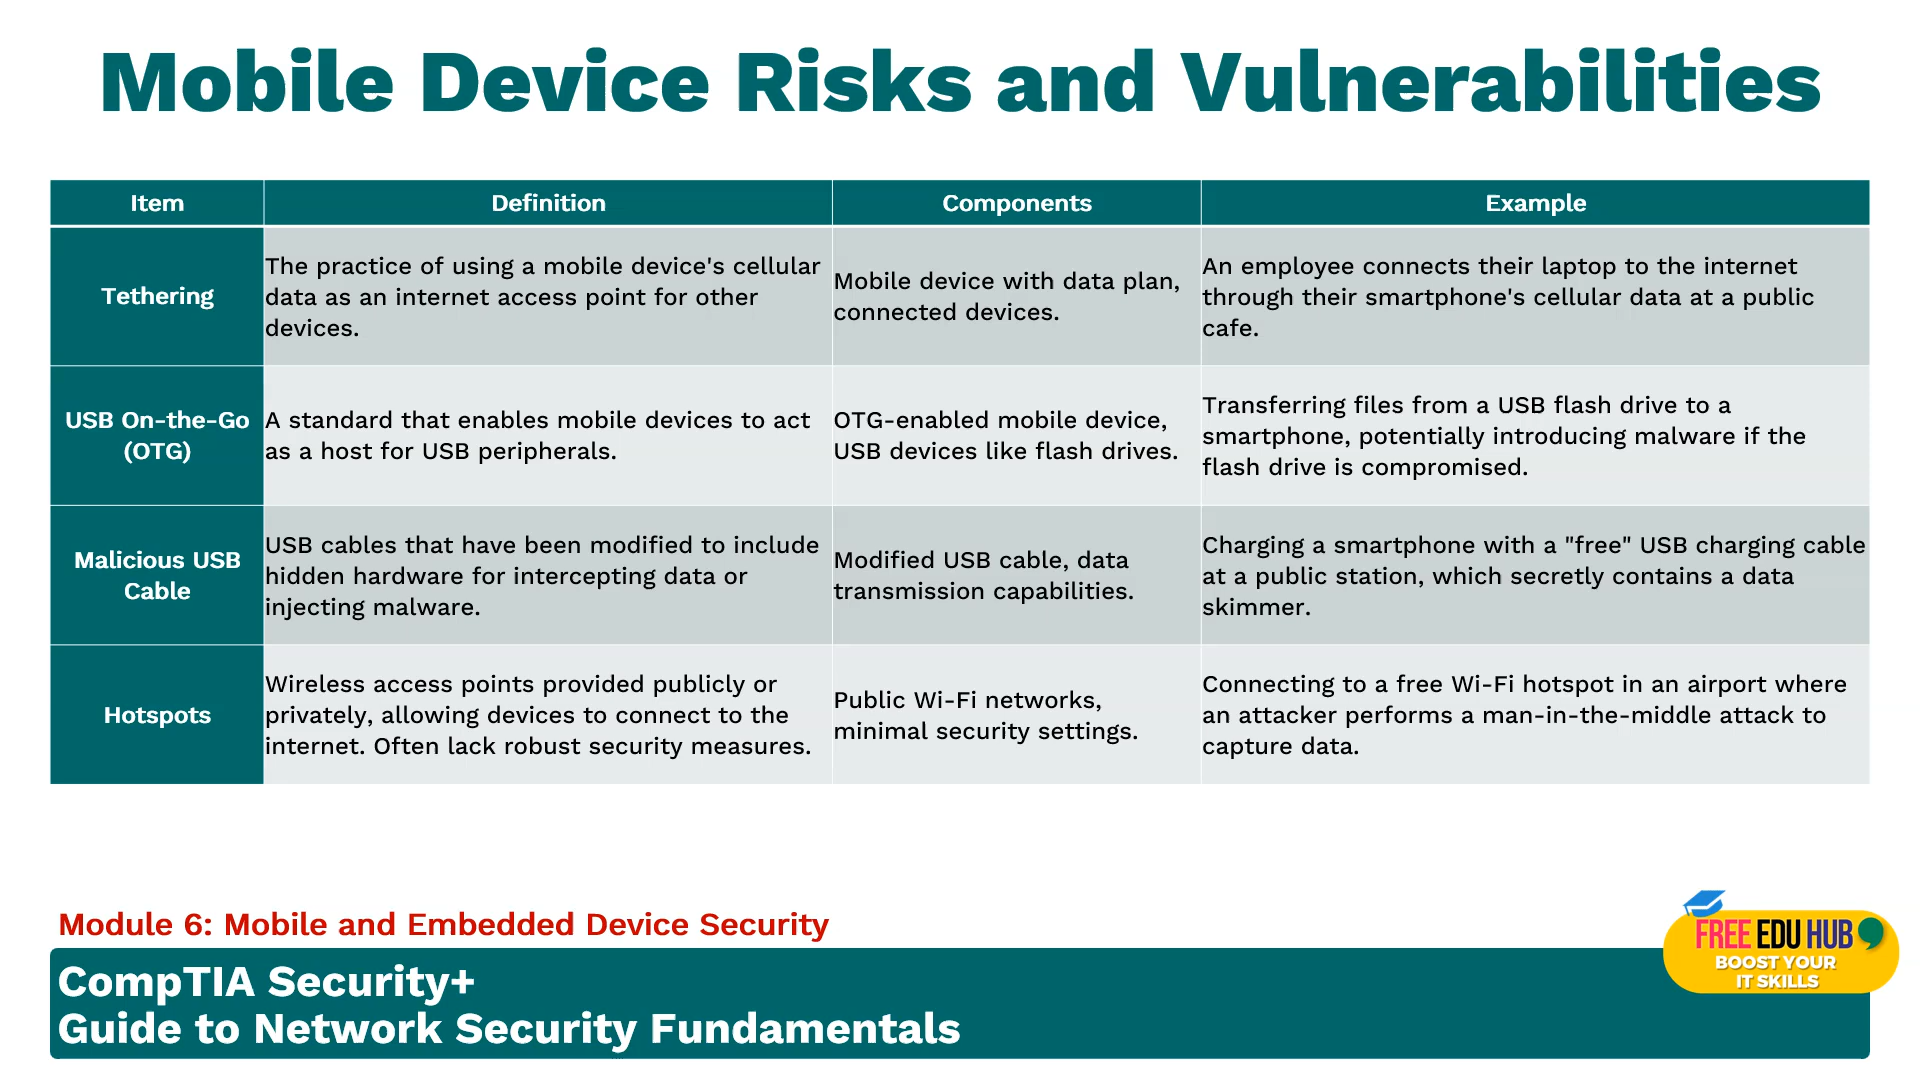 Mobile Device Risks and Vulnerabilities
Item
Definition
Components
Example
Tethering
The practice of using a mobile device's cellular
data as an internet access point for other
devices.
Mobile device with data plan,
connected devices.
An employee connects their laptop to the internet
through their smartphone's cellular data at a public
cafe.
USB On-the-Go
(OTG)
A standard that enables mobile devices to act
as a host for USB peripherals.
OTG-enabled mobile device,
USB devices like flash drives.
Transferring files from a USB flash drive to a
smartphone, potentially introducing malware if the
flash drive is compromised.
Malicious USB
Cable
USB cables that have been modified to include
hidden hardware for intercepting data or
injecting malware.
Modified USB cable, data
transmission capabilities.
Charging a smartphone with a "free" USB charging cable
at a public station, which secretly contains a data
skimmer.
Hotspots
Wireless access points provided publicly or
privately, allowing devices to connect to the
internet. Often lack robust security measures.
Public Wi-Fi networks,
minimal security settings.
Connecting to a free Wi-Fi hotspot in an airport where
an attacker performs a man-in-the-middle attack to
capture data.
Module 6: Mobile and Embedded Device Security
CompTIA Security+
Guide to Network Security Fundamentals
FREE EDU HUB
BOOST YOUR
IT SKILLS